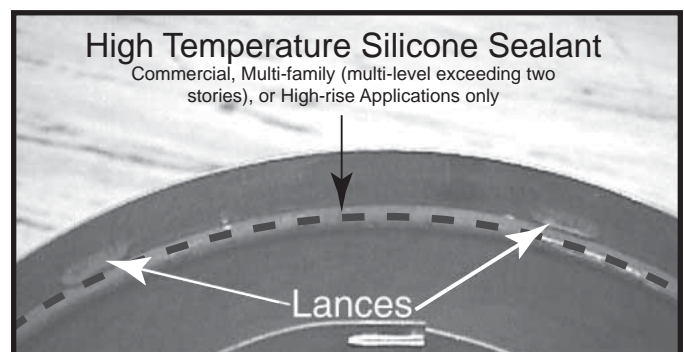 High Temperature Silicone Sealant
Commercial, Multi-family (multi-level exceeding two
stories), or High-rise Applications only
Lances